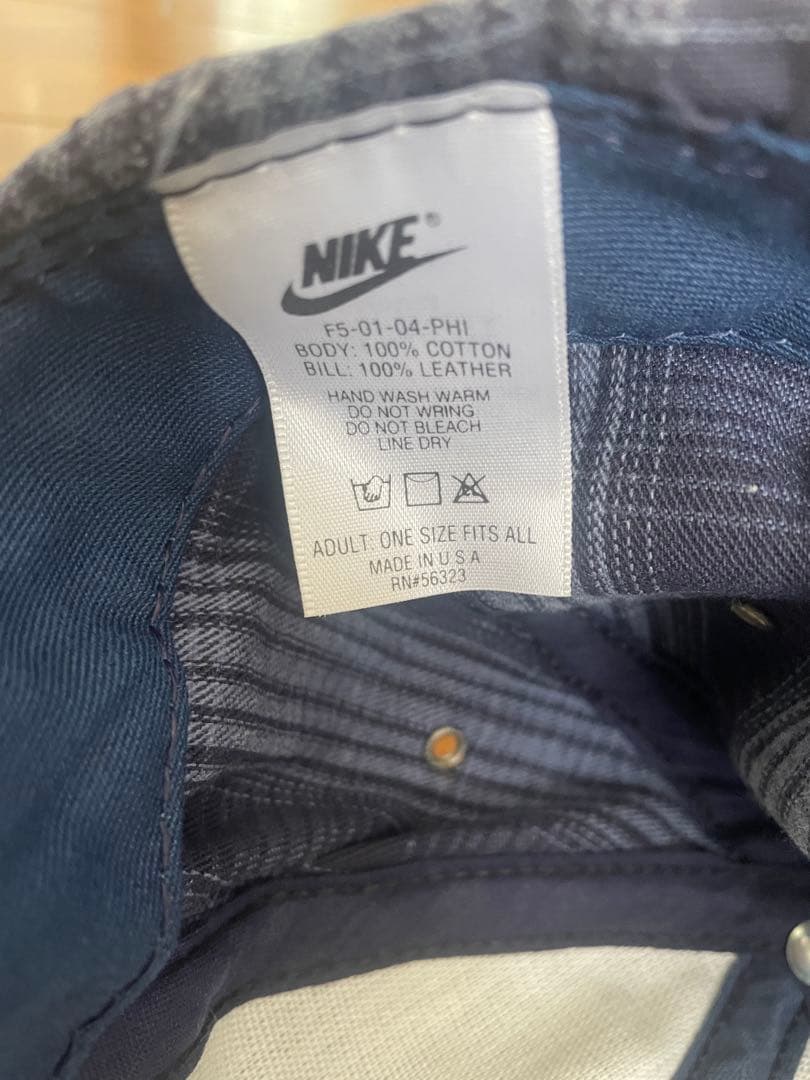 NIKE®
F5-01-04-PHI
BODY: 100% COTTON
BILL: 100% LEATHER
HAND WASH WARM
DO NOT WRING
DO NOT BLEACH
LINE DRY
CL
ADULT ONE SIZE FITS ALL
MADE IN U S A
RN#56323